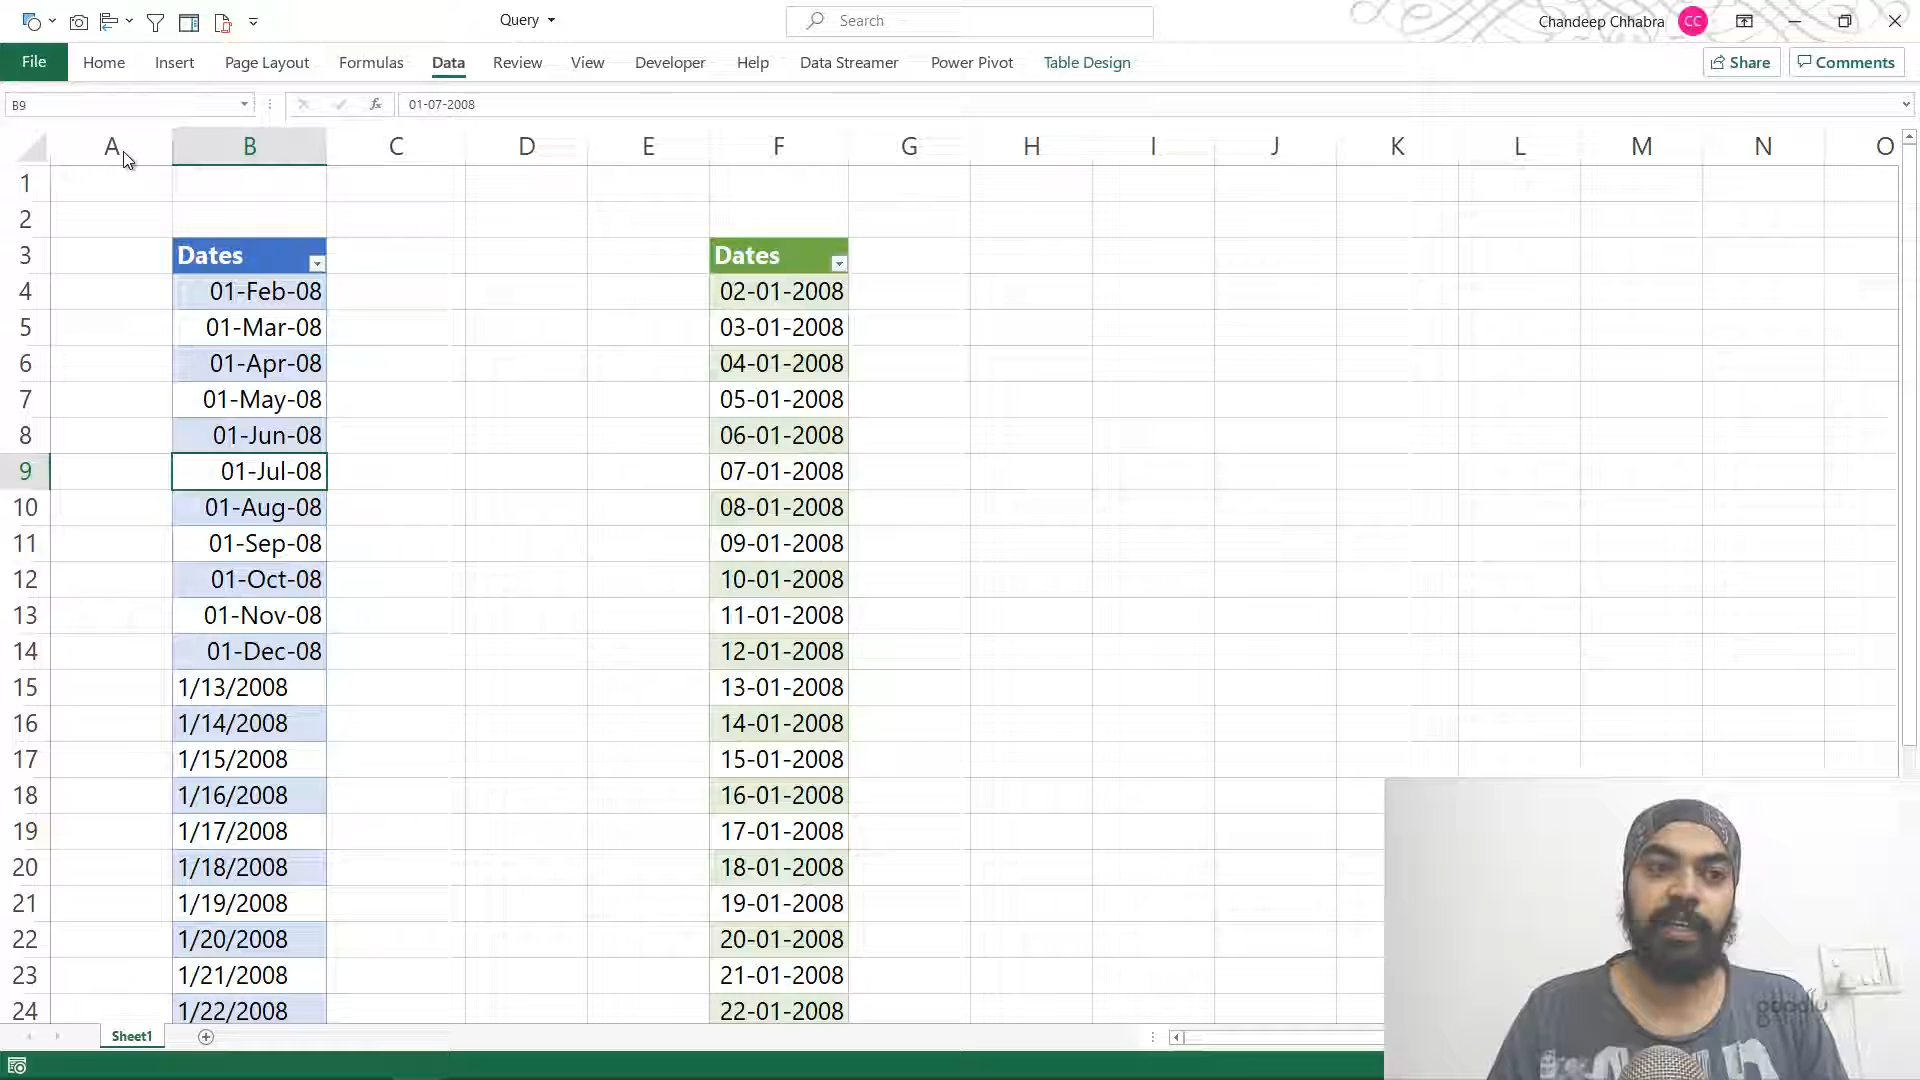 Query
Search
Chandeep Chhabra CC
File Home Insert Page Layout Formulas Data Review View Developer Help Data Streamer Power Pivot Table Design Share Comments
B9 fx 01-07-2008
A B C D E F G H I J K L M N O
1
2
3 Dates Dates
4 01-Feb-08 02-01-2008
5 01-Mar-08 03-01-2008
6 01-Apr-08 04-01-2008
7 01-May-08 05-01-2008
8 01-Jun-08 06-01-2008
9 01-Jul-08 07-01-2008
10 01-Aug-08 08-01-2008
11 01-Sep-08 09-01-2008
12 01-Oct-08 10-01-2008
13 01-Nov-08 11-01-2008
14 01-Dec-08 12-01-2008
15 1/13/2008 13-01-2008
16 1/14/2008 14-01-2008
17 1/15/2008 15-01-2008
18 1/16/2008 16-01-2008
19 1/17/2008 17-01-2008
20 1/18/2008 18-01-2008
21 1/19/2008 19-01-2008
22 1/20/2008 20-01-2008
23 1/21/2008 21-01-2008
24 1/22/2008 22-01-2008
Sheet1